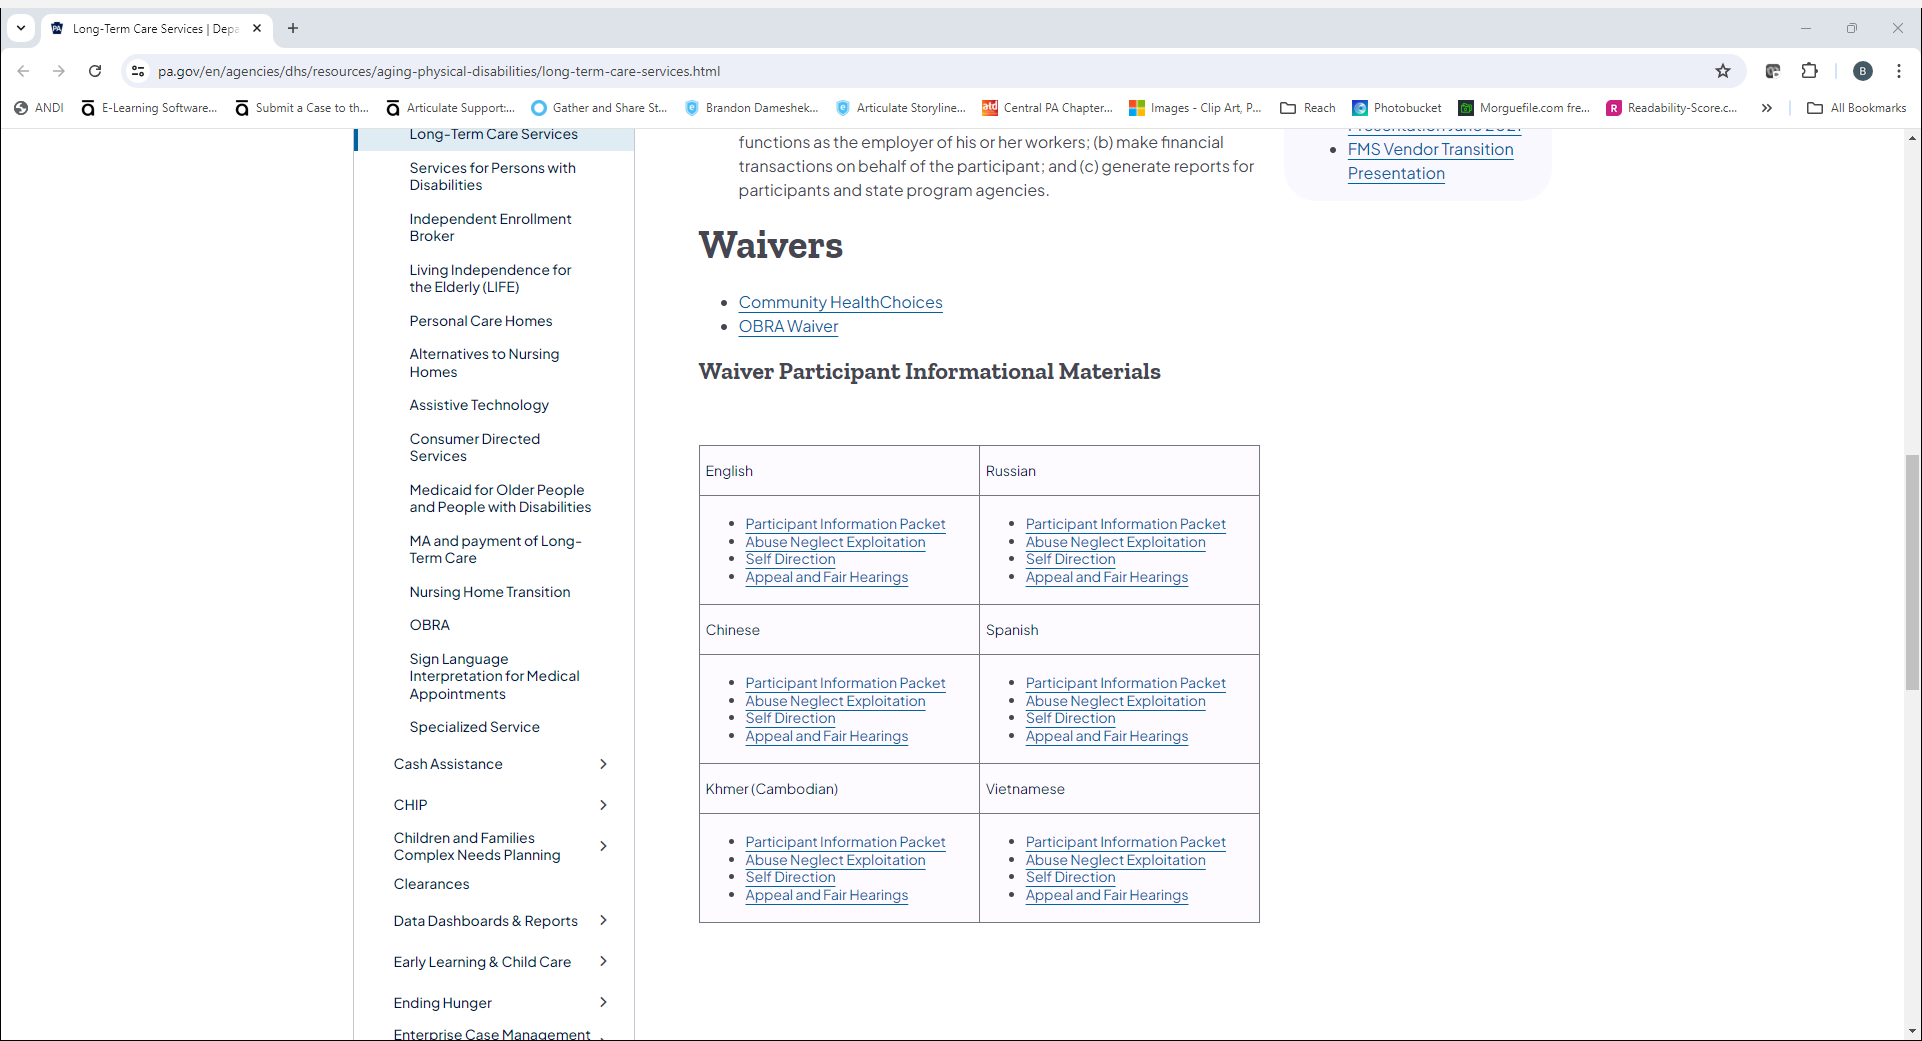 Long-Term Care Services | Depa
pa.gov/en/agencies/dhs/resources/aging-physical-disabilities/long-term-care-services.html
B
ANDI
E-Learning Software...
Submit a Case to th...
Articulate Support:...
Gather and Share St...
Brandon Dameshek...
Articulate Storyline...
Central PA Chapter...
Images - Clip Art, P...
Reach
Photobucket
Morguefile.com fre...
Readability-Score.c...
All Bookmarks
Long-Term Care Services
Services for Persons with
Disabilities
Independent Enrollment
Broker
Living Independence for
the Elderly (LIFE)
Personal Care Homes
Alternatives to Nursing
Homes
Assistive Technology
Consumer Directed
Services
Medicaid for Older People
and People with Disabilities
MA and payment of Long-
Term Care
Nursing Home Transition
OBRA
Sign Language
Interpretation for Medical
Appointments
Specialized Service
Cash Assistance
CHIP
Children and Families
Complex Needs Planning
Clearances
Data Dashboards & Reports
Early Learning & Child Care
Ending Hunger
Enterprise Case Management
functions as the employer of his or her workers; (b) make financial
transactions on behalf of the participant; and (c) generate reports for
participants and state program agencies.
Waivers
• Community HealthChoices
• OBRA Waiver
Waiver Participant Informational Materials
English
• Participant Information Packet
• Abuse Neglect Exploitation
• Self Direction
• Appeal and Fair Hearings
Russian
• Participant Information Packet
• Abuse Neglect Exploitation
• Self Direction
• Appeal and Fair Hearings
Chinese
• Participant Information Packet
• Abuse Neglect Exploitation
• Self Direction
• Appeal and Fair Hearings
Spanish
• Participant Information Packet
• Abuse Neglect Exploitation
• Self Direction
• Appeal and Fair Hearings
Khmer (Cambodian)
• Participant Information Packet
• Abuse Neglect Exploitation
• Self Direction
• Appeal and Fair Hearings
Vietnamese
• Participant Information Packet
• Abuse Neglect Exploitation
• Self Direction
• Appeal and Fair Hearings
Presentation June 2021
• FMS Vendor Transition
Presentation